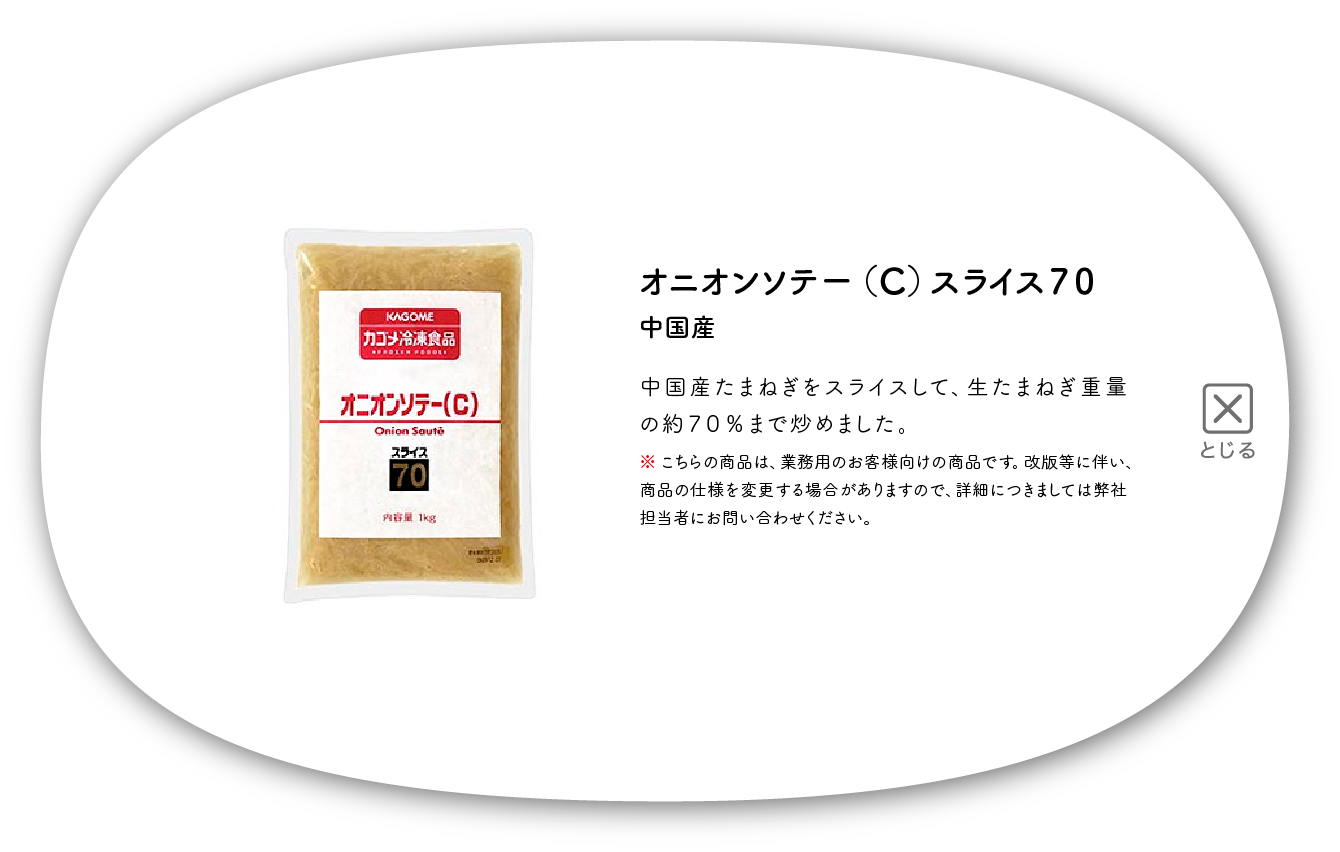 オニオンソテー（C）スライス70
中国産
中国産たまねぎをスライスして、生たまねぎ重量
の約70％まで炒めました。
※ こちらの商品は、業務用のお客様向けの商品です。改版等に伴い、
商品の仕様を変更する場合がありますので、詳細につきましては弊社
担当者にお問い合わせください。
とじる
KAGOME
カゴメ冷凍食品
オニオンソテー(C)
Onion Sauté
スライス
70
内容量 1kg